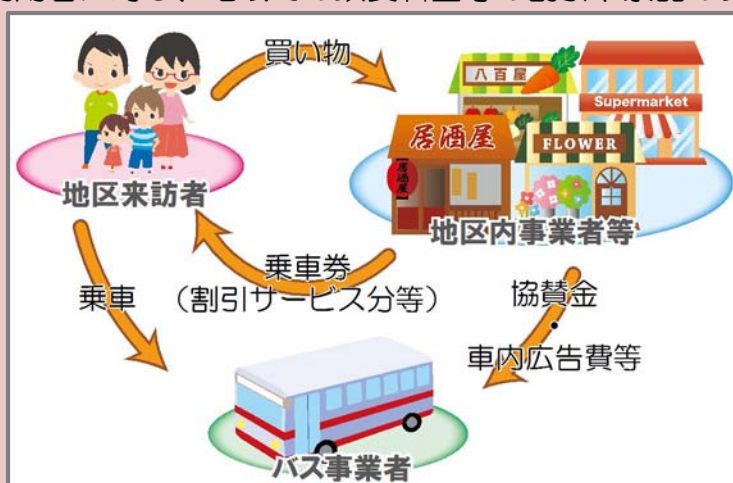 買い物
八百屋
Supermarket
居酒屋
居酒屋
FLOWER
地区来訪者
地区内事業者等
乗車券
(割引サービス分等)
乗車
協賛金
・
車内広告費等
バス事業者